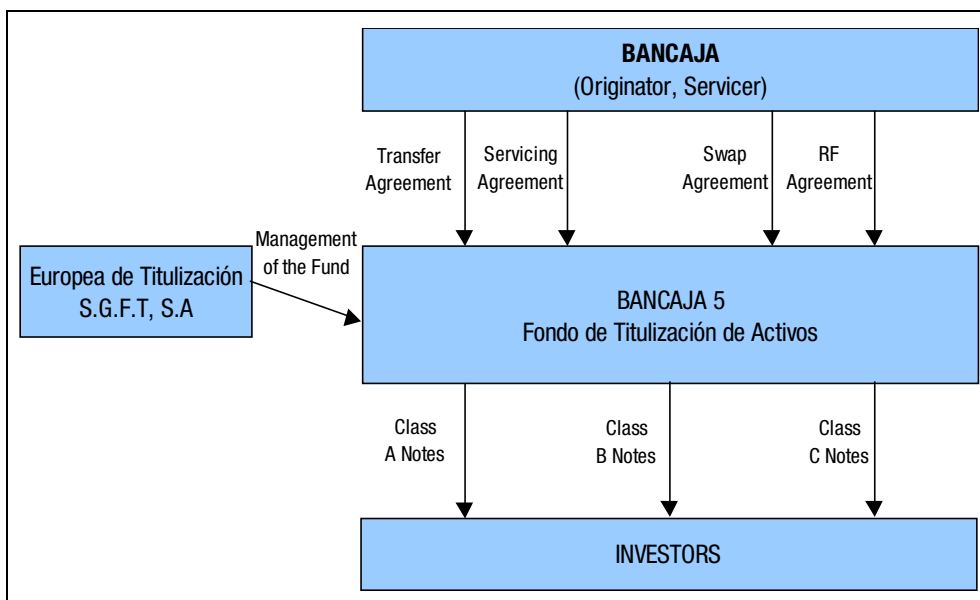 BANCAJA
(Originator, Servicer)
Transfer
Agreement
Servicing
Agreement
Swap
Agreement
RF
Agreement
Management
of the Fund
Europea de Titulización
S.G.F.T, S.A
BANCAJA 5
Fondo de Titulización de Activos
Class
A Notes
Class
B Notes
Class
C Notes
INVESTORS